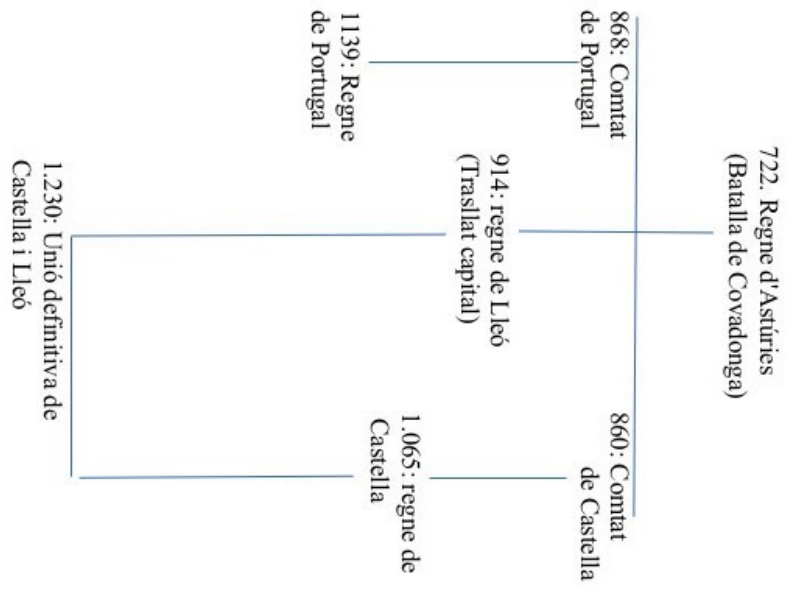 722. Regne d'Astúries
(Batalla de Covadonga)
868: Comtat
de Portugal
860: Comtat
de Castella
914: regne de Lleó
(Trasllat capital)
1.065: regne de
Castella
1139: Regne
de Portugal
1.230: Unió definitiva de
Castella i Lleó